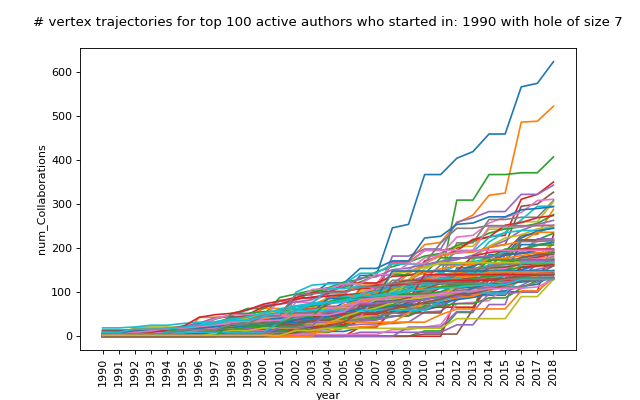 # vertex trajectories for top 100 active authors who started in: 1990 with hole of size 7
600
500
400
300
200
100
0
num_Collaborations
1990 1991 1992 1993 1994 1995 1996 1997 1998 1999 2000 2001 2002 2003 2004 2005 2006 2007 2008 2009 2010 2011 2012 2013 2014 2015 2016 2017 2018
year